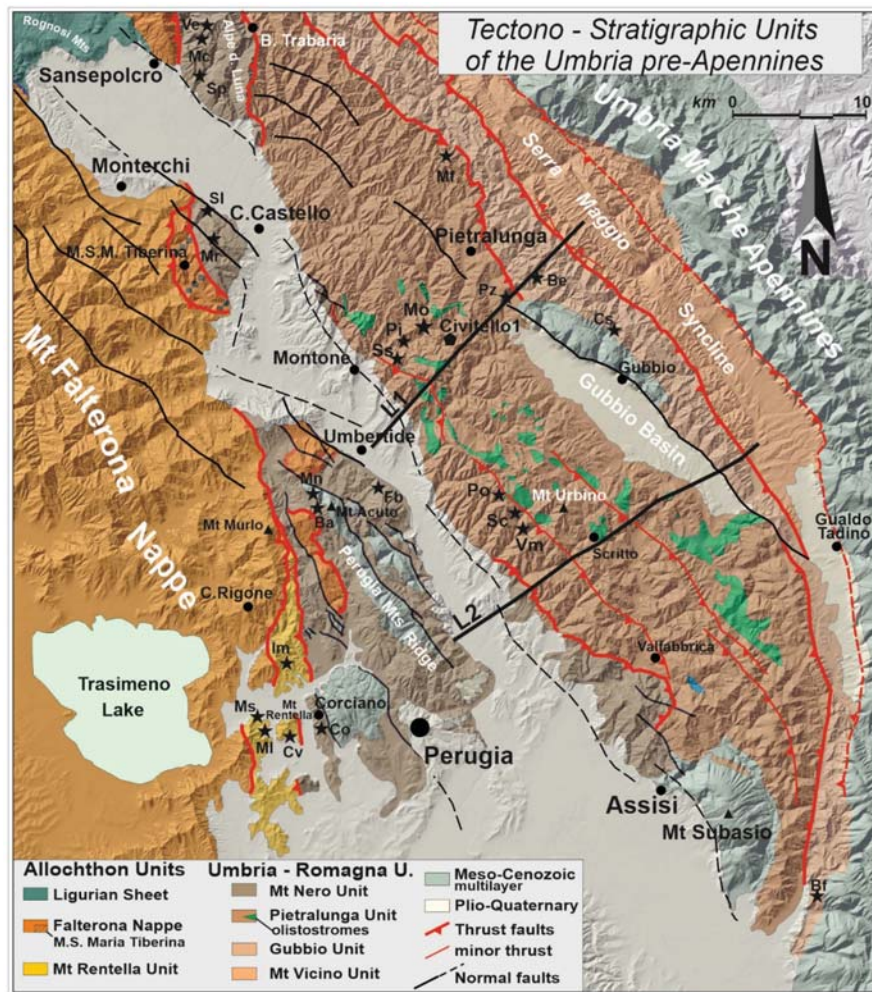 Tectono - Stratigraphic Units
of the Umbria pre-Apennines
km 0 10
N
Rognosi Mts
Ve
Alpe d. Luna
B. Trabaria
Sansepolcro
Mc
Sp
Umbria Marche Apennines
Serra Maggio Syncline
Mf
Monterchi
Sl
C.Castello
Pietralunga
M.S.M. Tiberina
Mr
Pz
Be
Mo
Cs
Pi
Civitello1
Ss
Gubbio
Montone
Gubbio Basin
L1
Mt Falterona Nappe
Umbertide
Mn
Fb
Po
Mt Urbino
Ba
Mt Acuto
Sc
Gualdo
Tadino
Mt Murlo
Vm
Scritto
Perugia Mts Ridge
C.Rigone
L2
Im
Valfabbrica
Trasimeno
Lake
Ms
Mt
Rentella
Corciano
Ml
Cv
Co
Perugia
Assisi
Mt Subasio
Bf
Allochthon Units
Ligurian Sheet
Falterona Nappe
M.S. Maria Tiberina
Mt Rentella Unit
Umbria - Romagna U.
Mt Nero Unit
Pietralunga Unit
olistostromes
Gubbio Unit
Mt Vicino Unit
Meso-Cenozoic
multilayer
Plio-Quaternary
Thrust faults
minor thrust
Normal faults